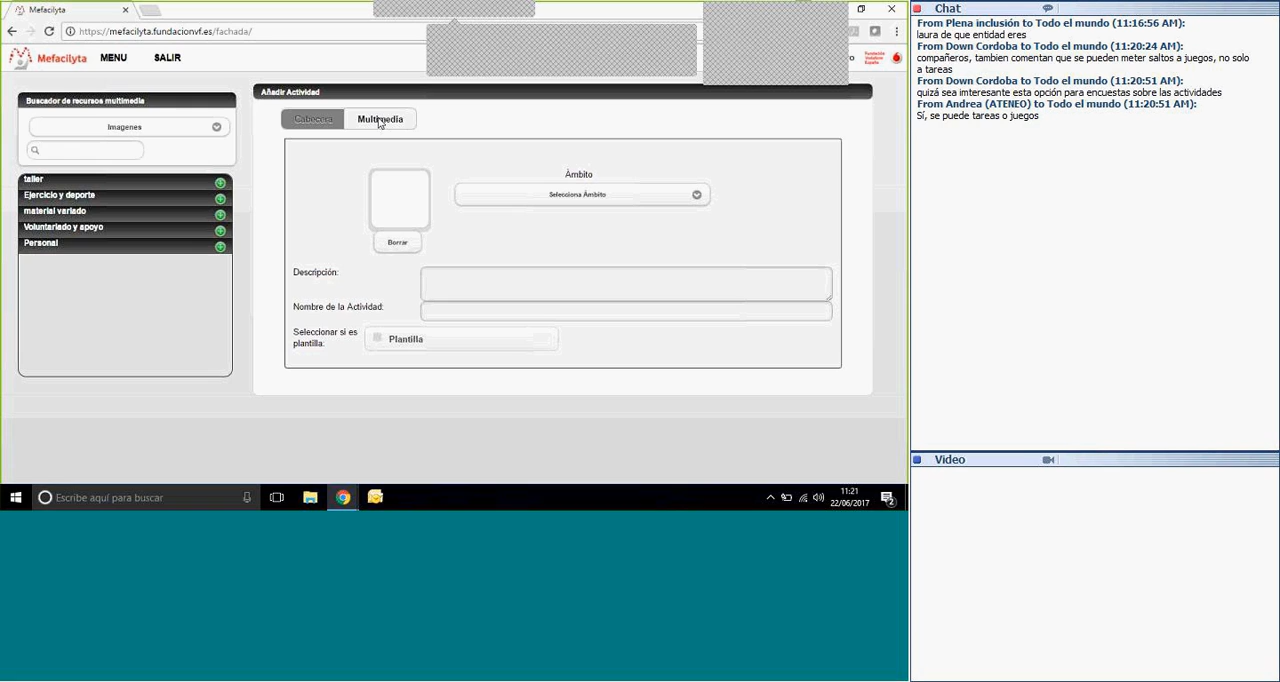 Mefacilyta
https://mefacilyta.fundacionvf.es/fachada/
Mefacilyta MENU SALIR
Fundación
Vodafone
España
Buscador de recursos multimedia
Imagenes
taller
Ejercicio y deporte
material variado
Voluntariado y apoyo
Personal
Añadir Actividad
Cabecera Multimedia
Ámbito
Selecciona Ámbito
Borrar
Descripción:
Nombre de la Actividad:
Seleccionar si es
plantilla:
Plantilla
Escribe aquí para buscar
11:21
22/06/2017
2
Chat
From Plena inclusión to Todo el mundo (11:16:56 AM):
laura de que entidad eres
From Down Cordoba to Todo el mundo (11:20:24 AM):
compañeros, tambien comentan que se pueden meter saltos a juegos, no solo
a tareas
From Down Cordoba to Todo el mundo (11:20:51 AM):
quizá sea interesante esta opción para encuestas sobre las actividades
From Andrea (ATENEO) to Todo el mundo (11:20:51 AM):
Sí, se puede tareas o juegos
Video